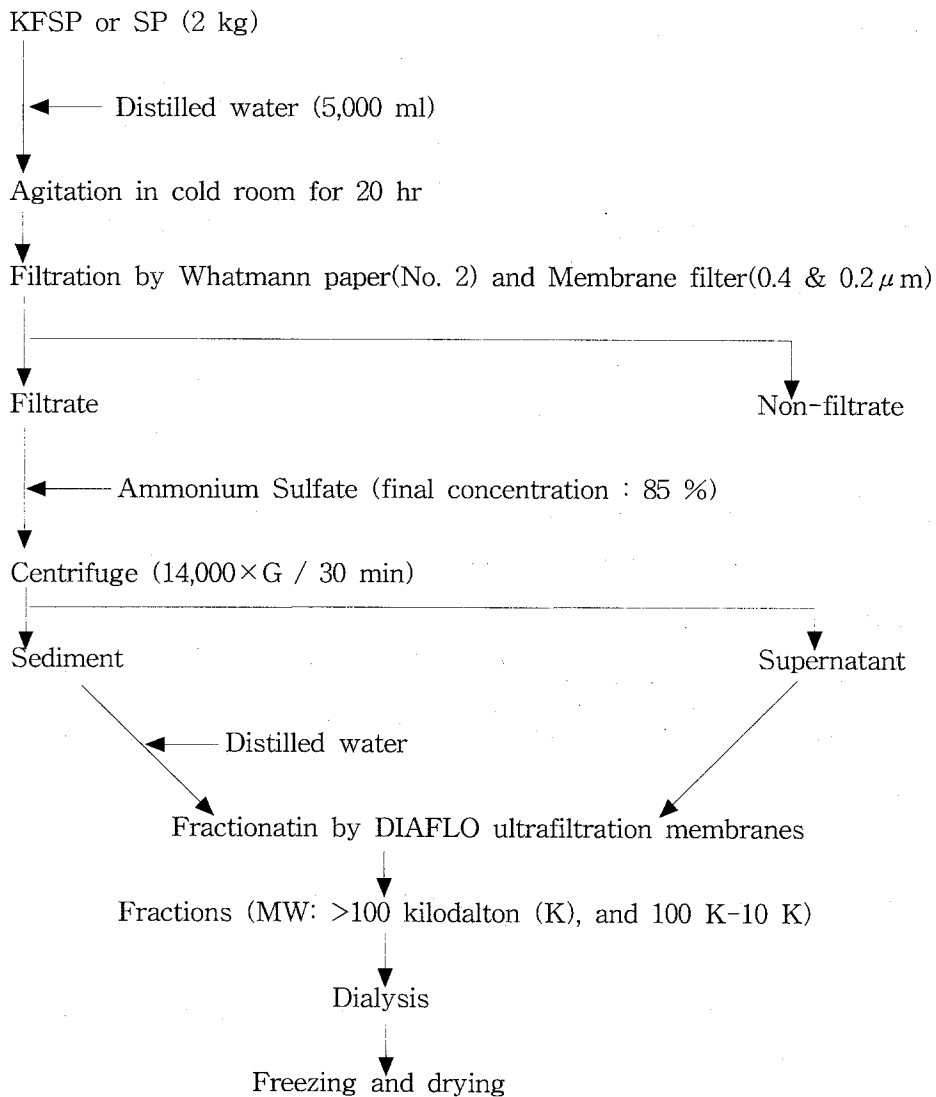 KFSP or SP (2 kg)
Distilled water (5,000 ml)
Agitation in cold room for 20 hr
Filtration by Whatmann paper(No. 2) and Membrane filter(0.4 & 0.2μm)
Filtrate
Non-filtrate
Ammonium Sulfate (final concentration : 85 %)
Centrifuge (14,000×G / 30 min)
Sediment
Supernatant
Distilled water
Fractionatin by DIAFLO ultrafiltration membranes
Fractions (MW: >100 kilodalton (K), and 100 K-10 K)
Dialysis
Freezing and drying